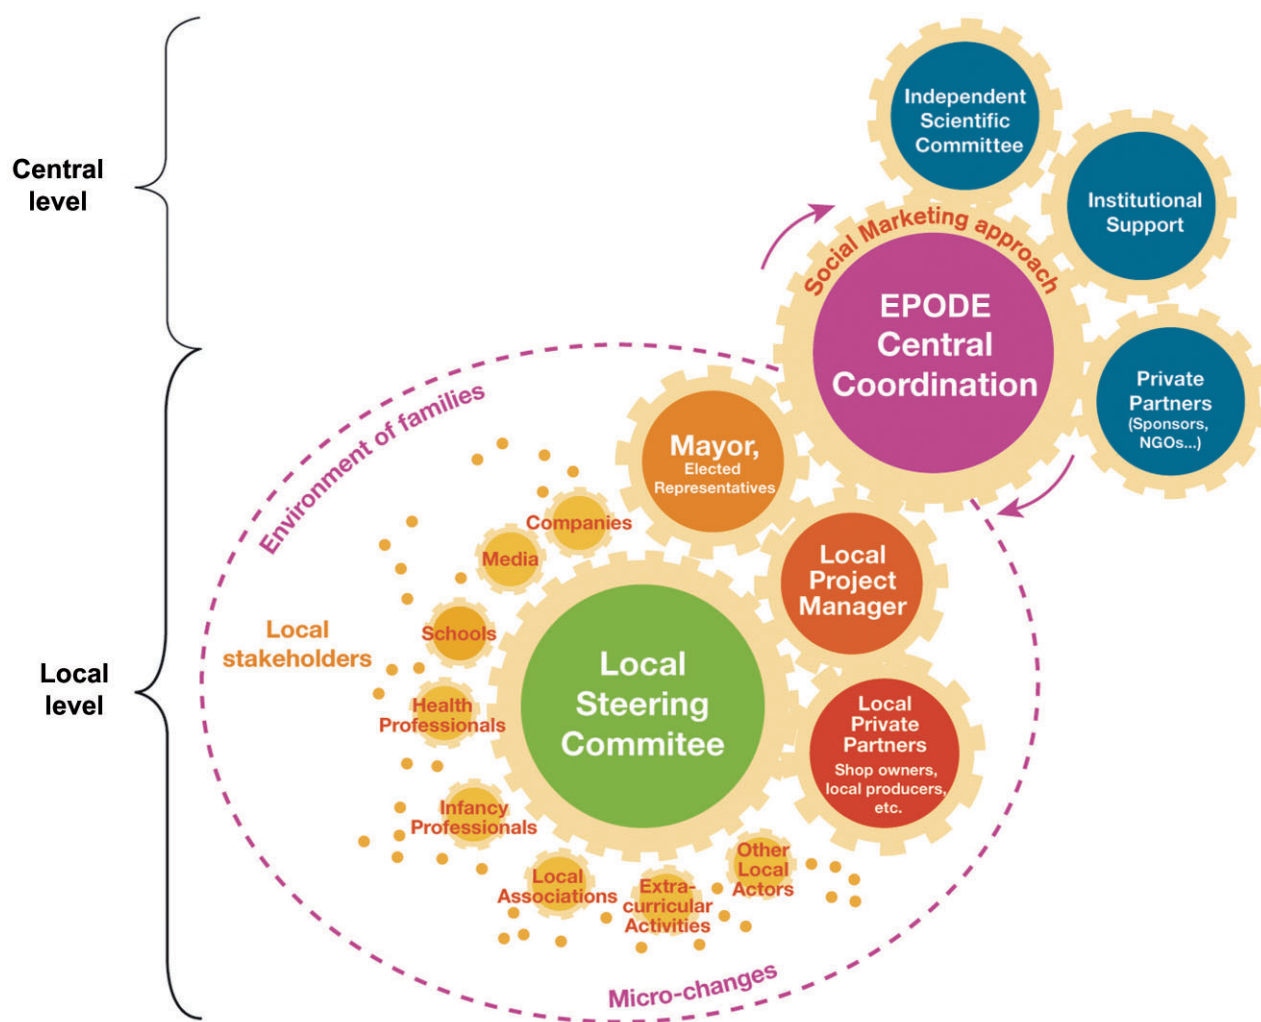 Central
level
Independent
Scientific
Committee
Institutional
Support
Social Marketing approach
EPODE
Central
Coordination
Private
Partners
(Sponsors,
NGOs...)
Environment of families
Mayor,
Elected
Representatives
Companies
Media
Local
Project
Manager
Schools
Local
stakeholders
Local
level
Local
Steering
Commitee
Health
Professionals
Local
Private
Partners
Shop owners,
local producers,
etc.
Infancy
Professionals
Local
Associations
Extra-
curricular
Activities
Other
Local
Actors
Micro-changes